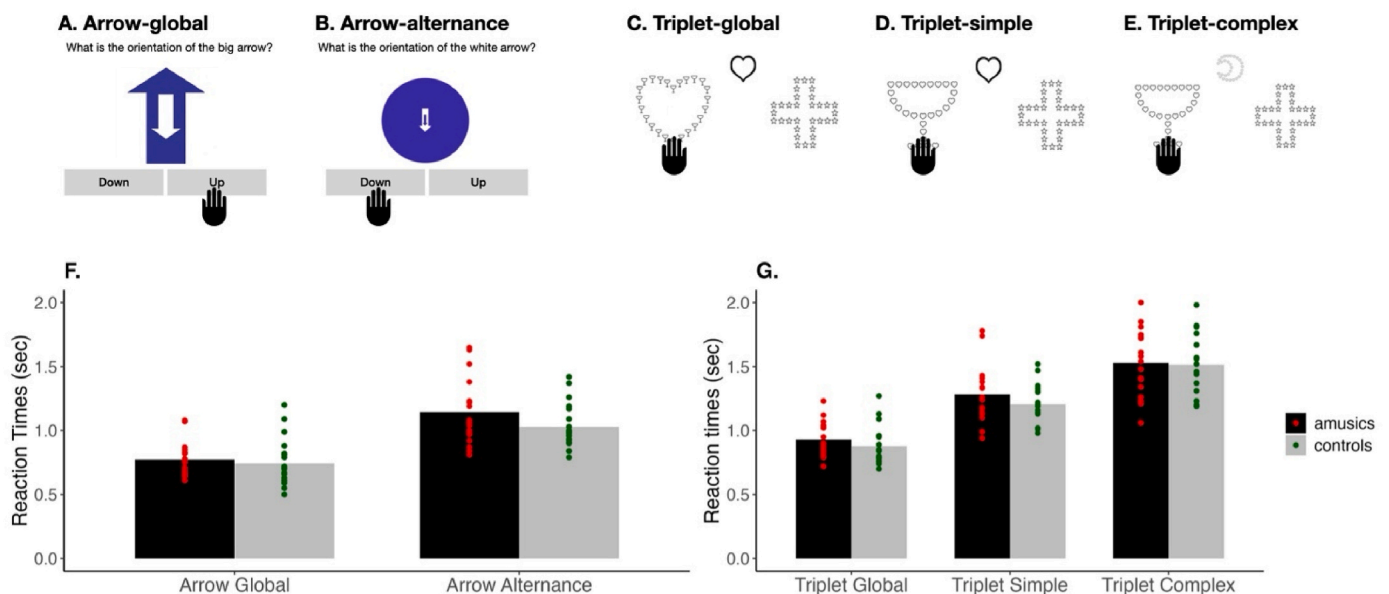 A. Arrow-global
What is the orientation of the big arrow?
Down
Up
B. Arrow-alternance
What is the orientation of the white arrow?
Down
Up
C. Triplet-global
D. Triplet-simple
E. Triplet-complex
F.
Reaction Times (sec)
2.0
1.5
1.0
0.5
0.0
Arrow Global
Arrow Alternance
G.
Reaction times (sec)
2.0
1.5
1.0
0.5
0.0
Triplet Global
Triplet Simple
Triplet Complex
amusics
controls